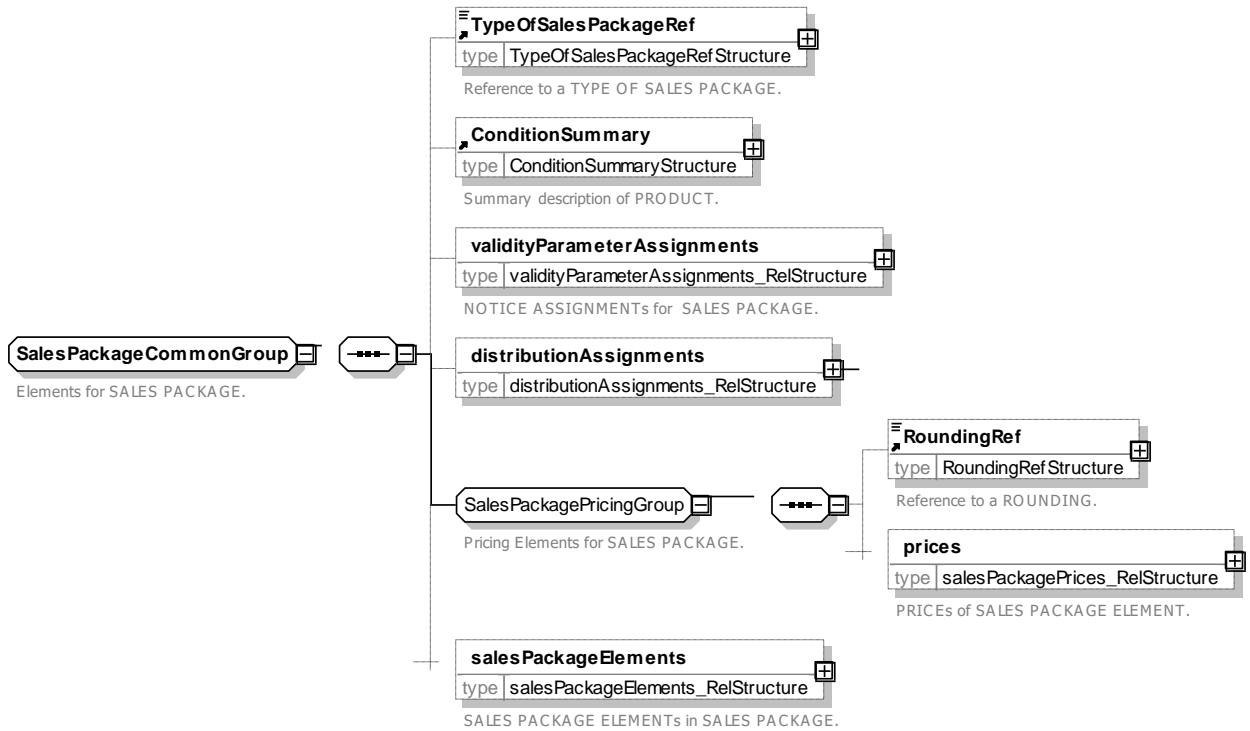 TypeOfSalesPackageRef
type TypeOfSalesPackageRefStructure
Reference to a TYPE OF SALES PACKAGE.
ConditionSummary
type ConditionSummaryStructure
Summary description of PRODUCT.
validityParameterAssignments
type validityParameterAssignments_RelStructure
NOTICE ASSIGNMENTs for SALES PACKAGE.
SalesPackageCommonGroup
Elements for SALES PACKAGE.
distributionAssignments
type distributionAssignments_RelStructure
SalesPackagePricingGroup
Pricing Elements for SALES PACKAGE.
RoundingRef
type RoundingRefStructure
Reference to a ROUNDING.
prices
type salesPackagePrices_RelStructure
PRICEs of SALES PACKAGE ELEMENT.
salesPackageElements
type salesPackageElements_RelStructure
SALES PACKAGE ELEMENTs in SALES PACKAGE.